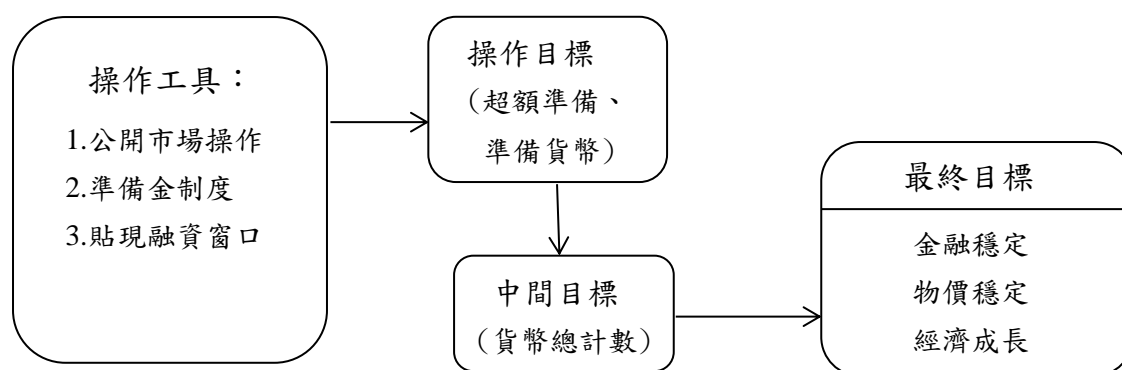 操作工具：
1.公開市場操作
2.準備金制度
3.貼現融資窗口
操作目標
（超額準備、
準備貨幣）
中間目標
（貨幣總計數）
最終目標
金融穩定
物價穩定
經濟成長